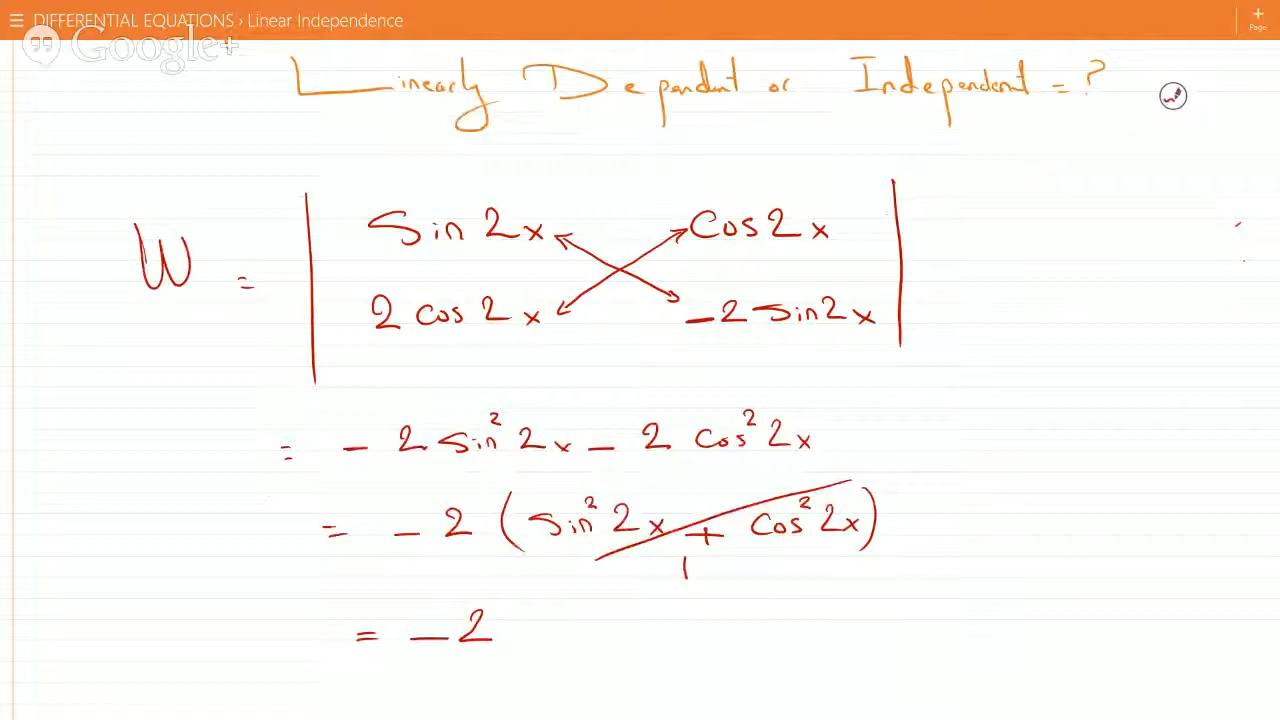 DIFFERENTIAL EQUATIONS › Linear Independence
Page
Google+
Linearly Dependent or Independent = ?
W = | sin 2x cos 2x |
| 2 cos 2x -2 sin 2x |
= - 2 sin² 2x - 2 cos² 2x
= - 2 (sin² 2x + cos² 2x)
1
= - 2